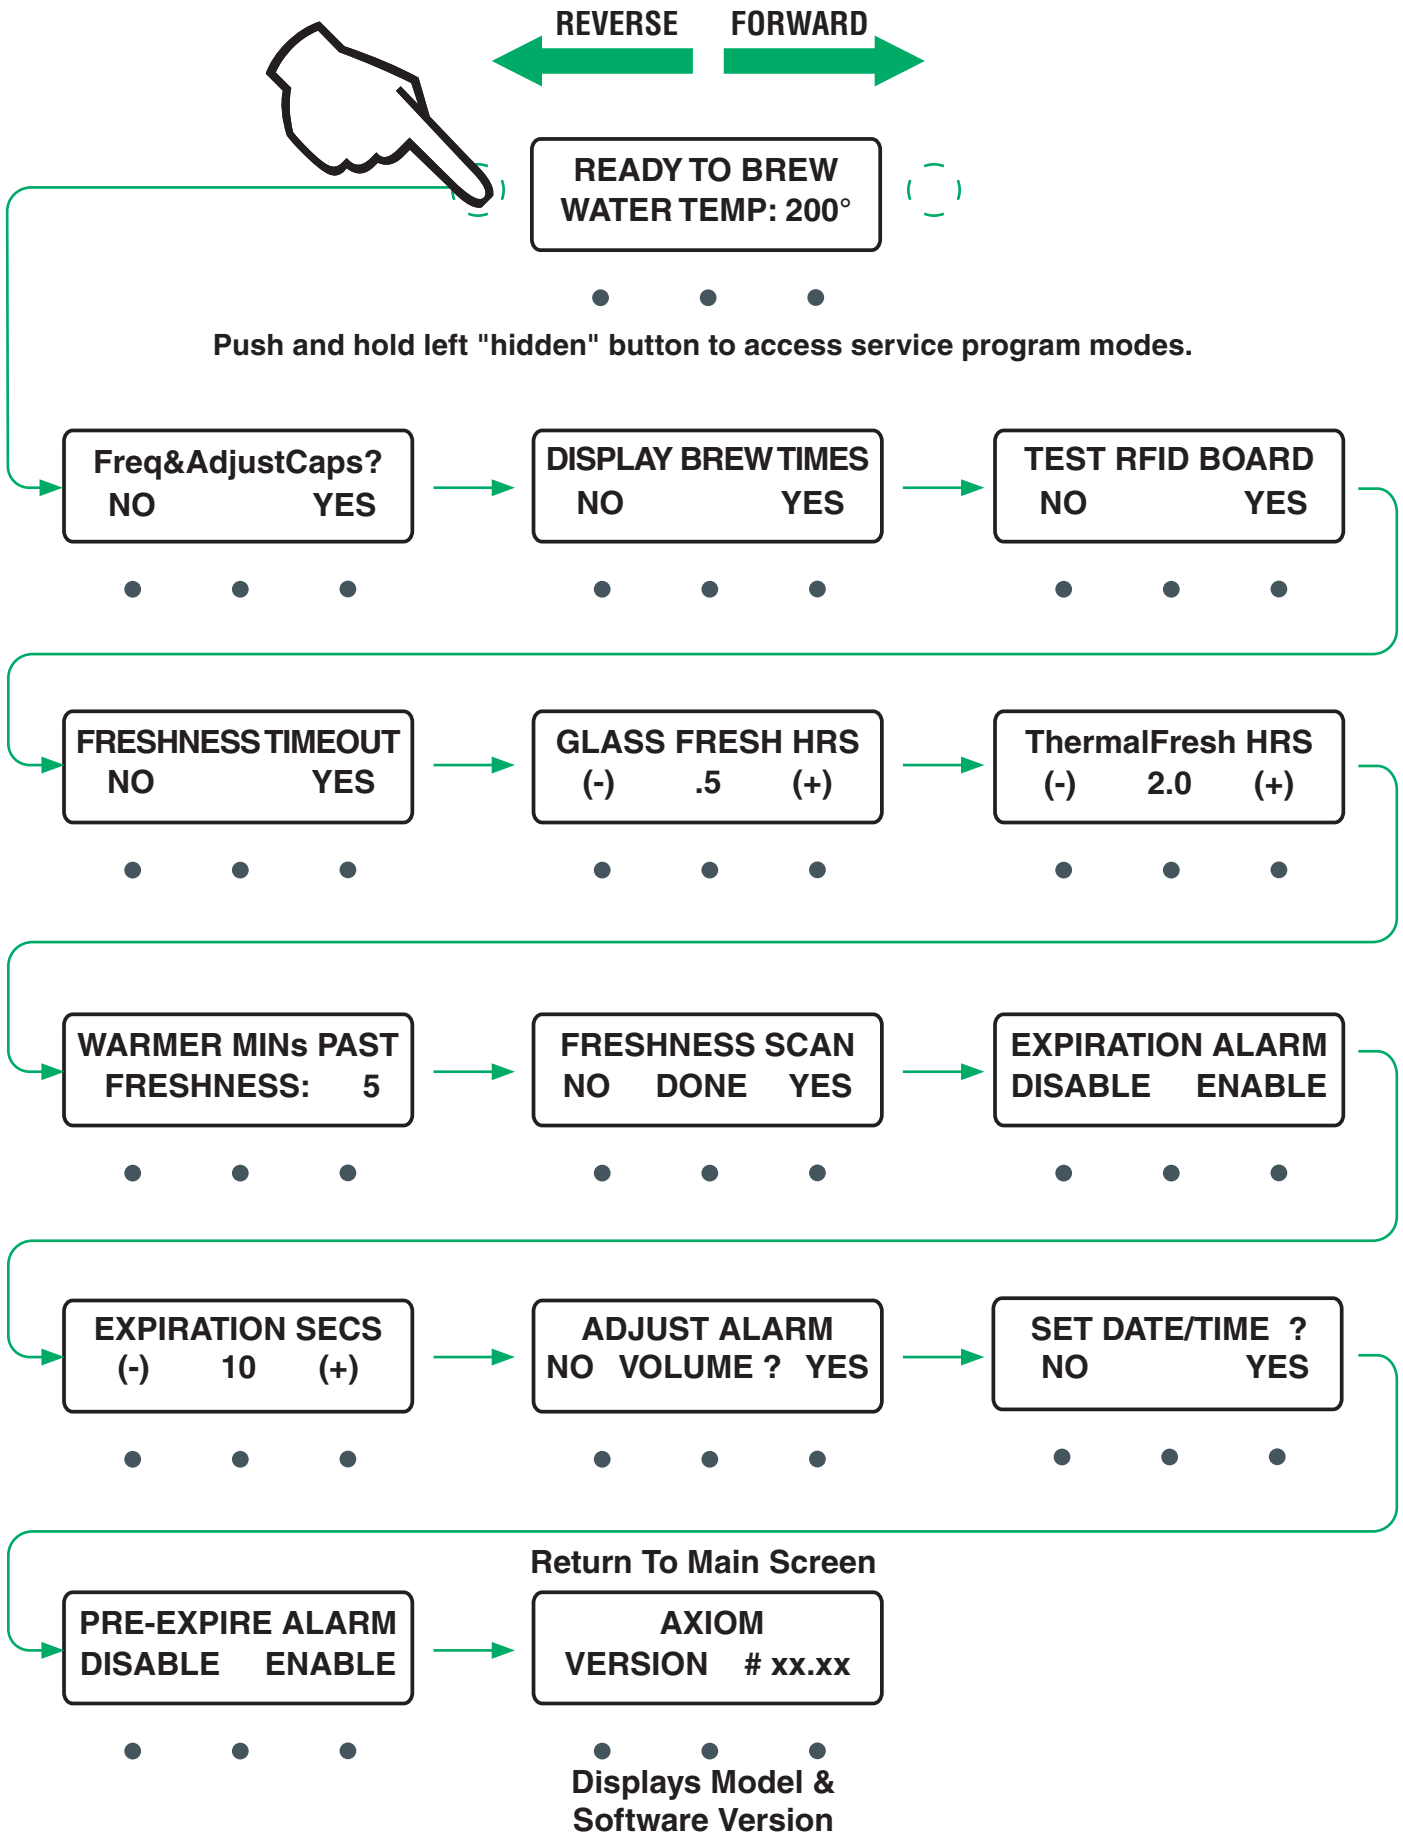 REVERSE FORWARD
READY TO BREW
WATER TEMP: 200°
Push and hold left "hidden" button to access service program modes.
Freq&AdjustCaps?
NO YES
DISPLAY BREW TIMES
NO YES
TEST RFID BOARD
NO YES
FRESHNESS TIMEOUT
NO YES
GLASS FRESH HRS
(-) .5 (+)
ThermalFresh HRS
(-) 2.0 (+)
WARMER MINs PAST
FRESHNESS: 5
FRESHNESS SCAN
NO DONE YES
EXPIRATION ALARM
DISABLE ENABLE
EXPIRATION SECS
(-) 10 (+)
ADJUST ALARM
NO VOLUME ? YES
SET DATE/TIME ?
NO YES
PRE-EXPIRE ALARM
DISABLE ENABLE
Return To Main Screen
AXIOM
VERSION # xx.xx
Displays Model &
Software Version